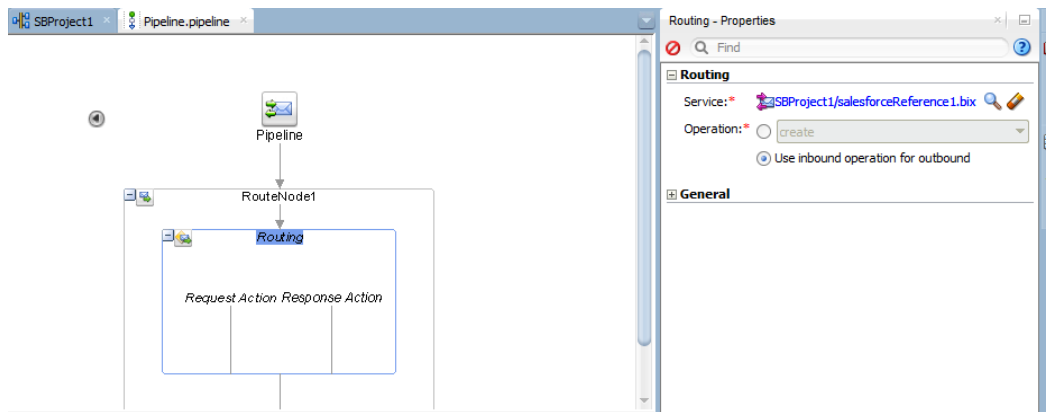 SBProject1
Pipeline.pipeline
Pipeline
RouteNode1
Routing
Request Action Response Action
Routing - Properties
Find
Routing
Service:* SBProject1/salesforceReference1.bix
Operation:* create
Use inbound operation for outbound
General